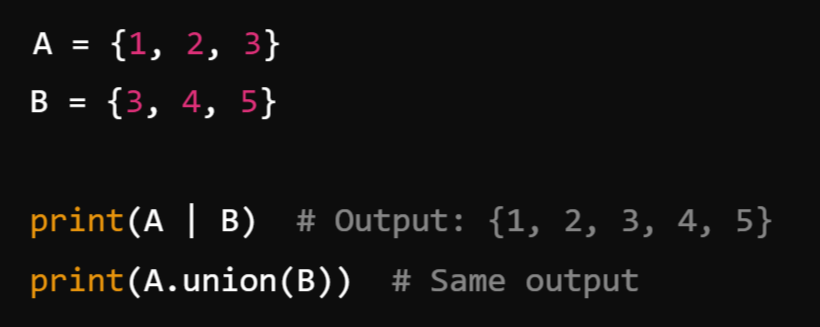 A = {1, 2, 3}
B = {3, 4, 5}
print(A | B)  # Output: {1, 2, 3, 4, 5}
print(A.union(B))  # Same output